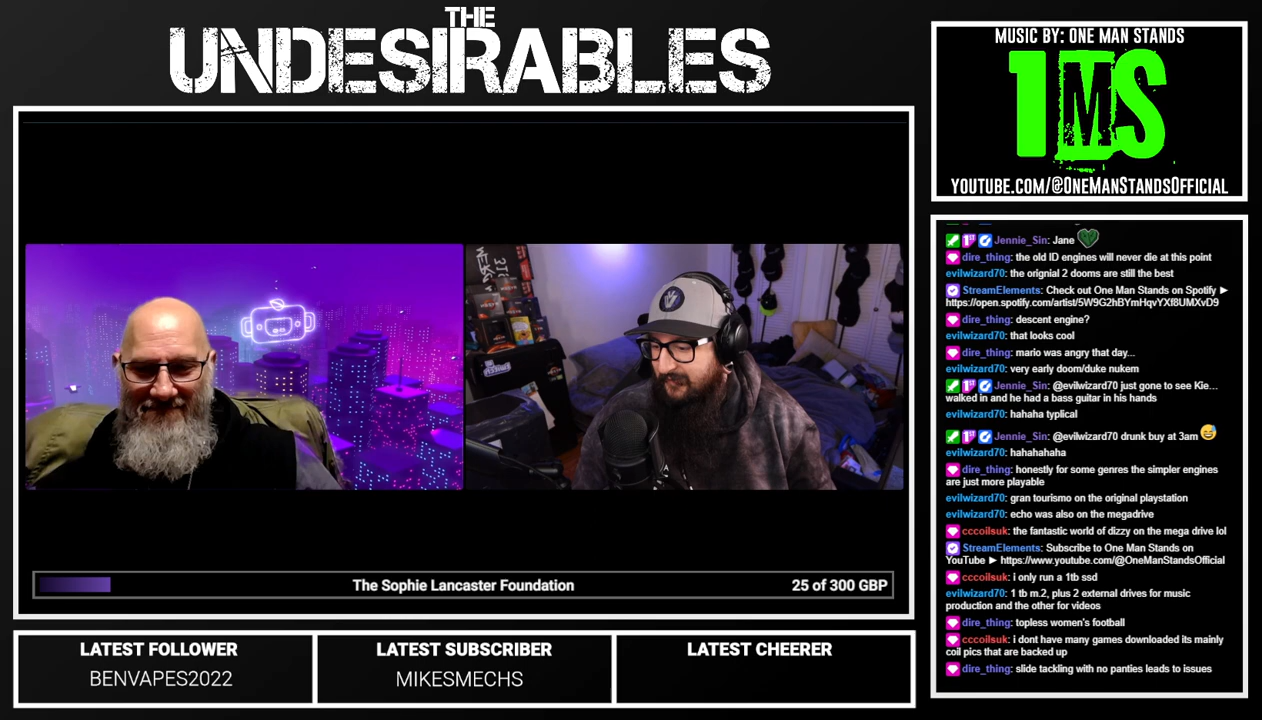 THE
UNDESIRABLES
MUSIC BY: ONE MAN STANDS
1MS
YOUTUBE.COM/@ONEMANSTANDSOFFICIAL
Jennie_Sin: Jane
dire_thing: the old ID engines will never die at this point
evilwizard70: the orignial 2 dooms are still the best
StreamElements: Check out One Man Stands on Spotify ►
https://open.spotify.com/artist/5W9G2hBYmHqvYXf8UMXvD9
dire_thing: descent engine?
evilwizard70: that looks cool
dire_thing: mario was angry that day...
evilwizard70: very early doom/duke nukem
Jennie_Sin: @evilwizard70 just gone to see Kie...
walked in and he had a bass guitar in his hands
evilwizard70: hahaha typlical
Jennie_Sin: @evilwizard70 drunk buy at 3am 😅
evilwizard70: hahahahaha
dire_thing: honestly for some genres the simpler engines
are just more playable
evilwizard70: gran tourismo on the original playstation
evilwizard70: echo was also on the megadrive
cccoilsuk: the fantastic world of dizzy on the mega drive lol
StreamElements: Subscribe to One Man Stands on
YouTube ► https://www.youtube.com/@OneManStandsOfficial
cccoilsuk: i only run a 1tb ssd
evilwizard70: 1 tb m.2, plus 2 external drives for music
production and the other for videos
dire_thing: topless women's football
cccoilsuk: i dont have many games downloaded its mainly
coil pics that are backed up
dire_thing: slide tackling with no panties leads to issues
The Sophie Lancaster Foundation 25 of 300 GBP
LATEST FOLLOWER
BENVAPES2022
LATEST SUBSCRIBER
MIKESMECHS
LATEST CHEERER